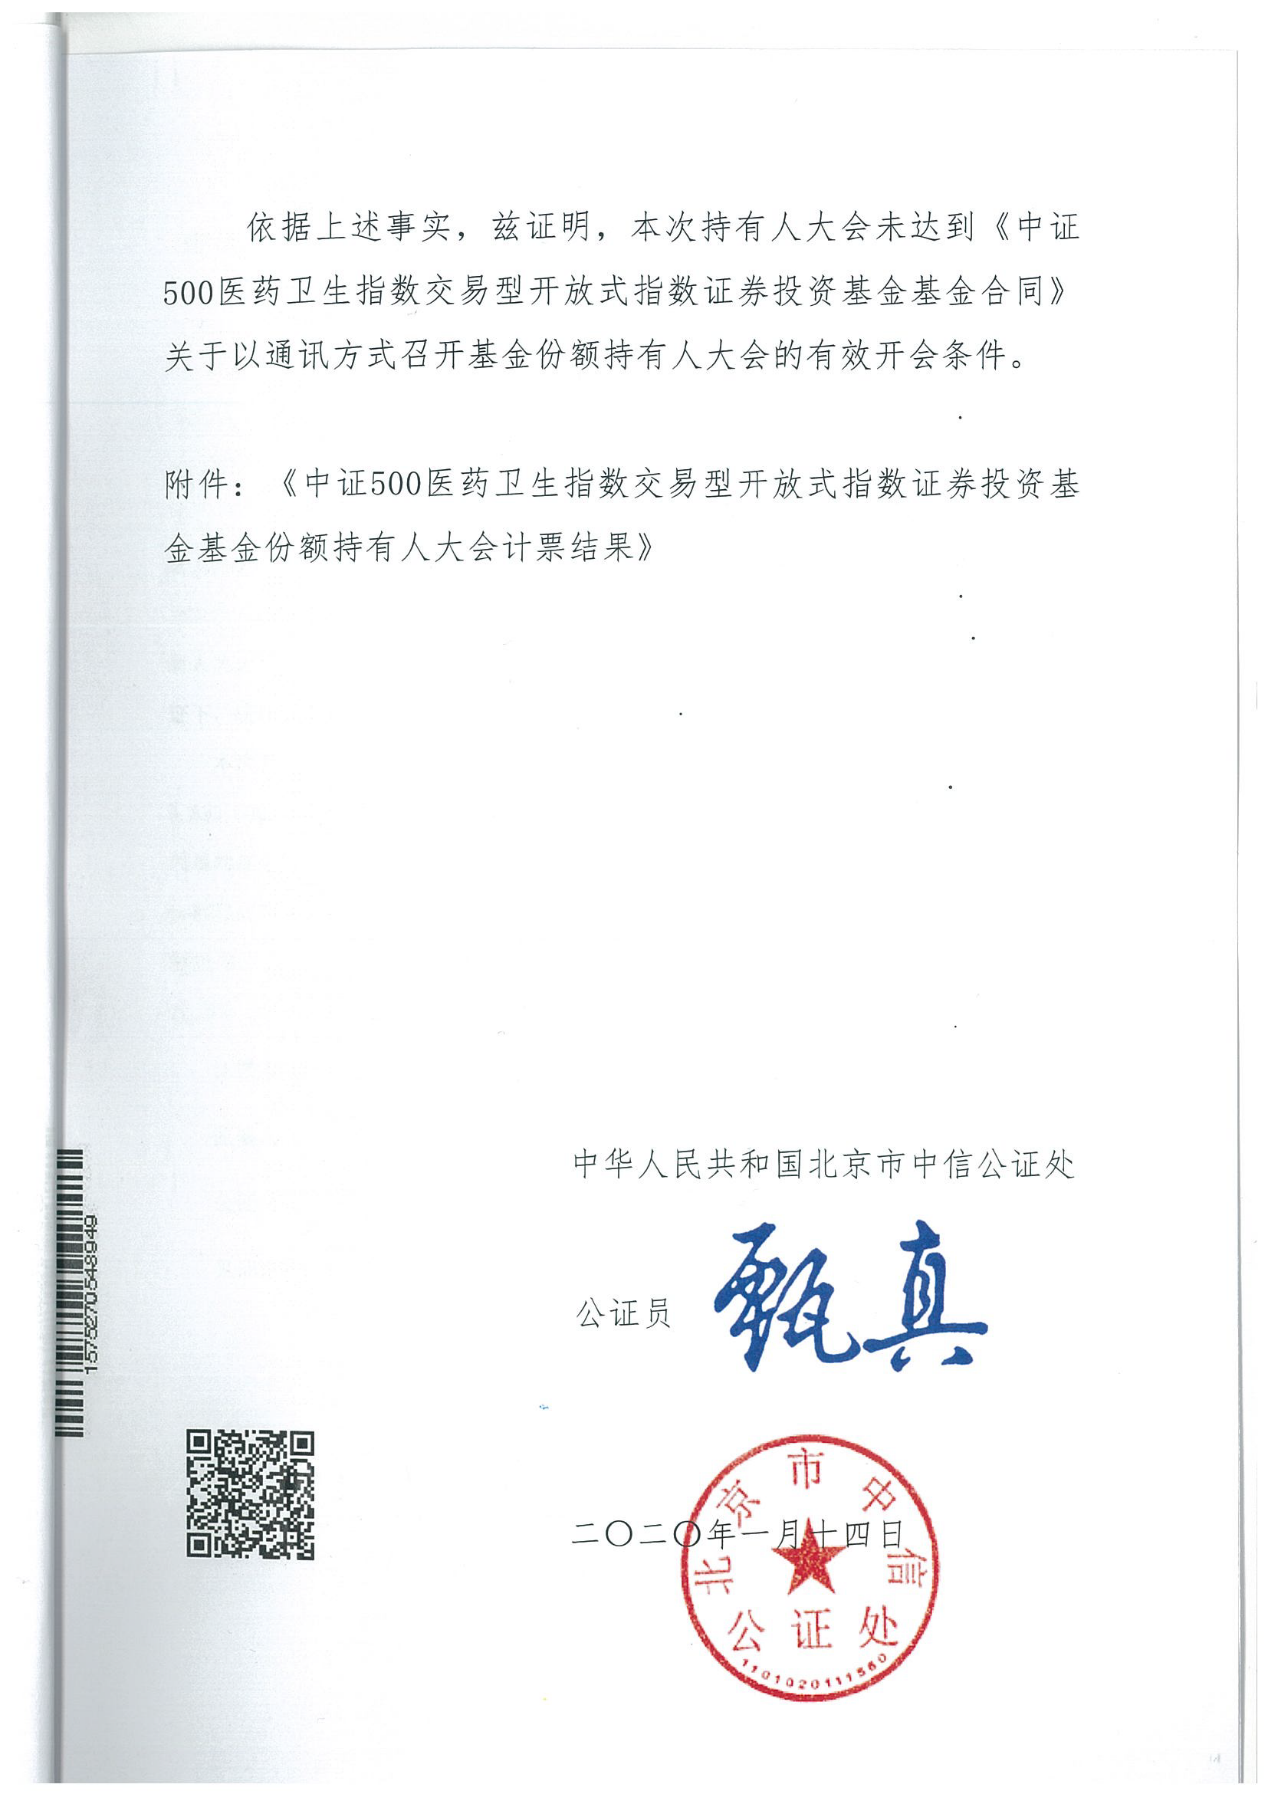 依据上述事实，兹证明，本次持有人大会未达到《中证
500医药卫生指数交易型开放式指数证券投资基金基金合同》
关于以通讯方式召开基金份额持有人大会的有效开会条件。
附件：《中证500医药卫生指数交易型开放式指数证券投资基
金基金份额持有人大会计票结果》
中华人民共和国北京市中信公证处
公证员 甄真
二〇二〇年一月十四日
北京市中信
公证处
1101020111560
1575270548949